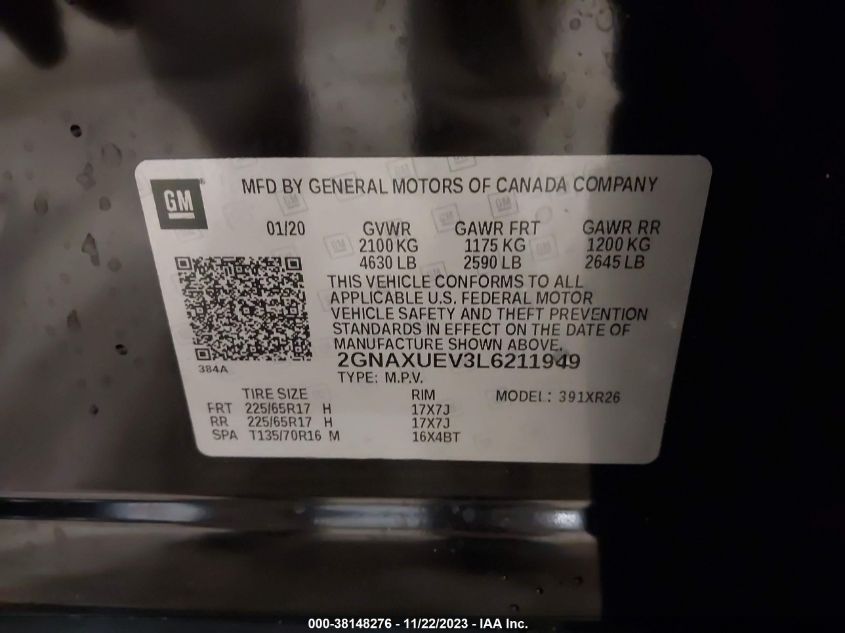 GM
MFD BY GENERAL MOTORS OF CANADA COMPANY
01/20 GVWR GAWR FRT GAWR RR
2100 KG 1175 KG 1200 KG
4630 LB 2590 LB 2645 LB
THIS VEHICLE CONFORMS TO ALL
APPLICABLE U.S. FEDERAL MOTOR
VEHICLE SAFETY AND THEFT PREVENTION
STANDARDS IN EFFECT ON THE DATE OF
MANUFACTURE SHOWN ABOVE.
2GNAXUEV3L6211949
384A
TYPE: M.P.V.
TIRE SIZE RIM MODEL: 391XR26
FRT 225/65R17 H 17X7J
RR 225/65R17 H 17X7J
SPA T135/70R16 M 16X4BT
000-38148276 - 11/22/2023 - IAA Inc.